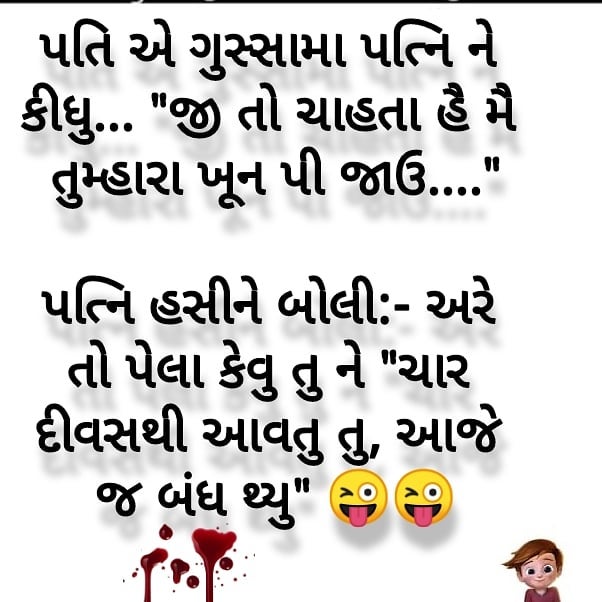 પતિ એ ગુસ્સામા પત્નિ ને
કીધુ... "જી તો ચાહતા હૈ મૈ
તુમ્હારા ખૂન પી જાઉ...."
પત્નિ હસીને બોલી:- અરે
તો પેલા કેવુ તુ ને "ચાર
દીવસથી આવતુ તુ, આજે
જ બંધ થ્યુ" 😜😜